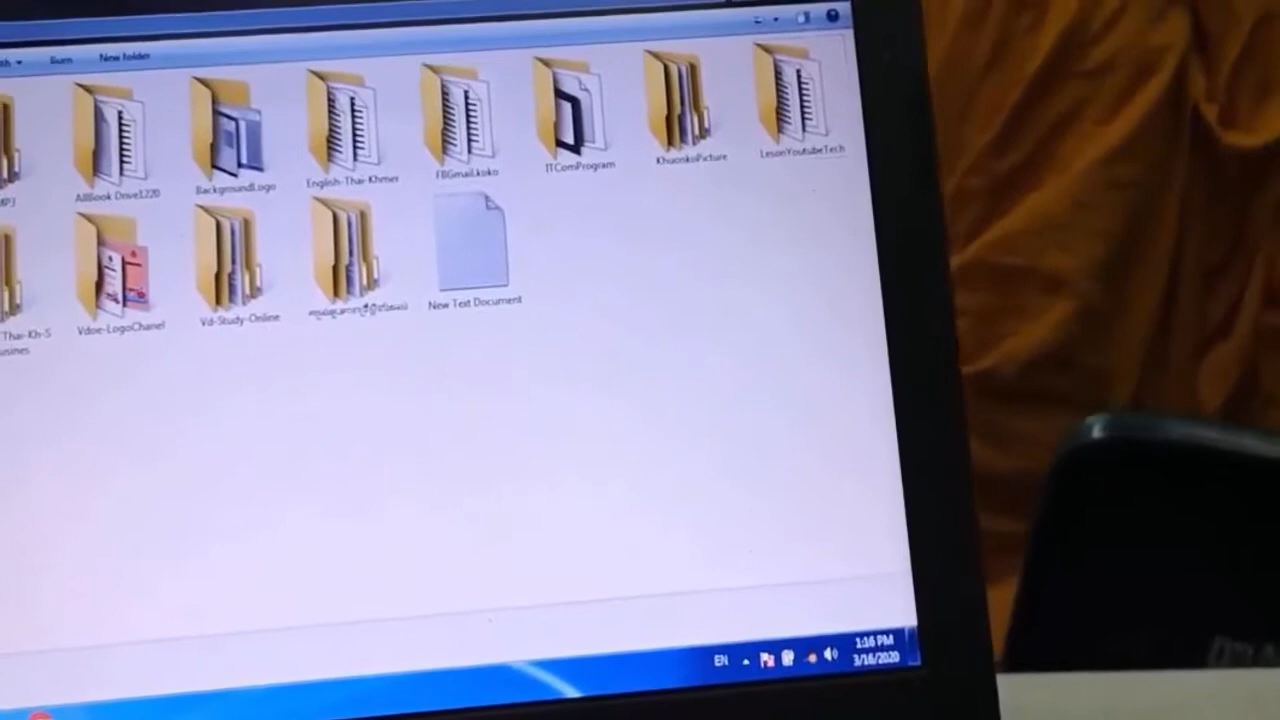 Burn
New folder
MP3
AllBook Drive1220
BackgroundLogo
English-Thai-Khmer
FBGmail.koko
ITComProgram
KhuonkoPicture
LesonYoutubeTech
Thai-Kh-S
usines
Vdoe-LogoChanel
Vd-Study-Online
New Text Document
EN
1:16 PM
3/16/2020